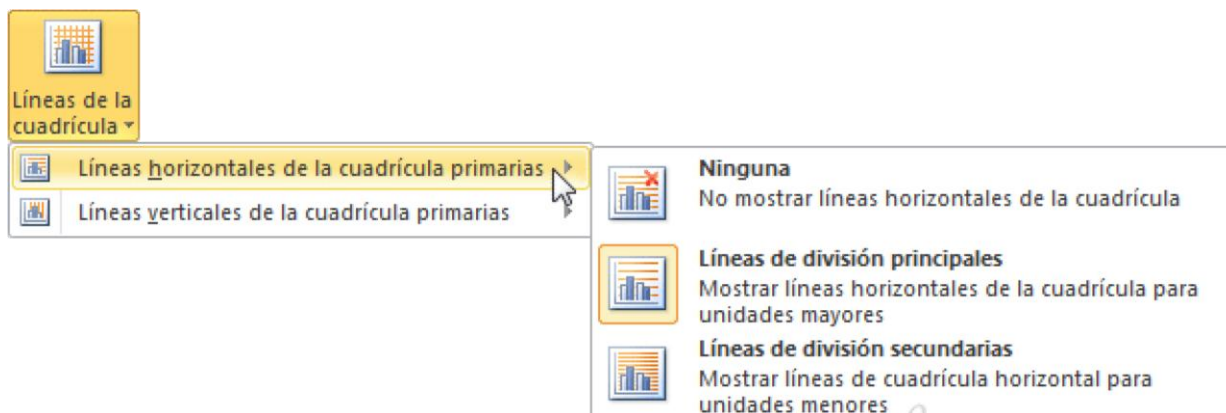 Líneas de la
cuadrícula
Líneas horizontales de la cuadrícula primarias
Líneas verticales de la cuadrícula primarias
Ninguna
No mostrar líneas horizontales de la cuadrícula
Líneas de división principales
Mostrar líneas horizontales de la cuadrícula para
unidades mayores
Líneas de división secundarias
Mostrar líneas de cuadrícula horizontal para
unidades menores